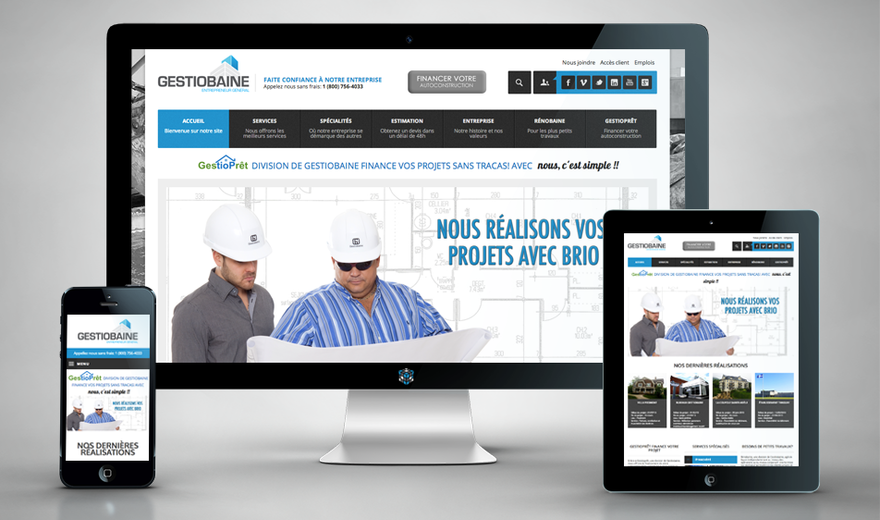 Nous joindre Accès client Emplois
GESTIOBAINE
ENTREPRENEUR GÉNÉRAL
FAITE CONFIANCE À NOTRE ENTREPRISE
Appelez nous sans frais: 1 (800) 756-4033
FINANCER VOTRE
AUTOCONSTRUCTION
ACCUEIL
Bienvenue sur notre site
SERVICES
Nous offrons les
meilleurs services
SPÉCIALITÉS
Où notre entreprise se
démarque des autres
ESTIMATION
Obtenez un devis dans
un délai de 48h
ENTREPRISE
Notre histoire et nos
valeurs
RÉNOBAINE
Pour les plus petits
travaux
GESTIOPRÊT
Financer votre
autoconstruction
GestioPrêt DIVISION DE GESTIOBAINE FINANCE VOS PROJETS SANS TRACAS! AVEC nous, c'est simple !!
NOUS RÉALISONS VOS
PROJETS AVEC BRIO
GESTIOBAINE
Appelez nous sans frais: 1 (800) 756-4033
MENU
GestioPrêt DIVISION DE GESTIOBAINE
FINANCE VOS PROJETS SANS TRACAS! AVEC
nous, c'est simple !!
NOUS RÉALISONS VOS
PROJETS AVEC BRIO
NOS DERNIÈRES
RÉALISATIONS
GESTIOBAINE
GestioPrêt DIVISION DE GESTIOBAINE FINANCE VOS PROJETS SANS TRACAS! AVEC nous, c'est
simple !!
NOUS RÉALISONS VOS
PROJETS AVEC BRIO
NOS DERNIÈRES RÉALISATIONS
GESTIOPRÊT FINANCE VOTRE
PROJET
SERVICES SPÉCIALISÉS
BESOINS DE PETITS TRAVAUX?